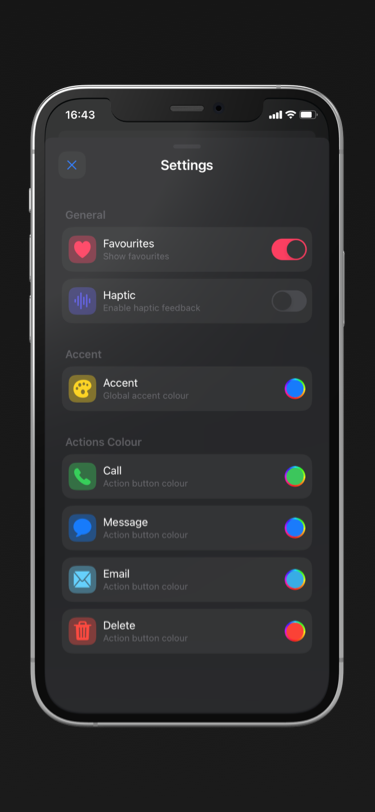 16:43
Settings
General
Favourites
Show favourites
Haptic
Enable haptic feedback
Accent
Accent
Global accent colour
Actions Colour
Call
Action button colour
Message
Action button colour
Email
Action button colour
Delete
Action button colour